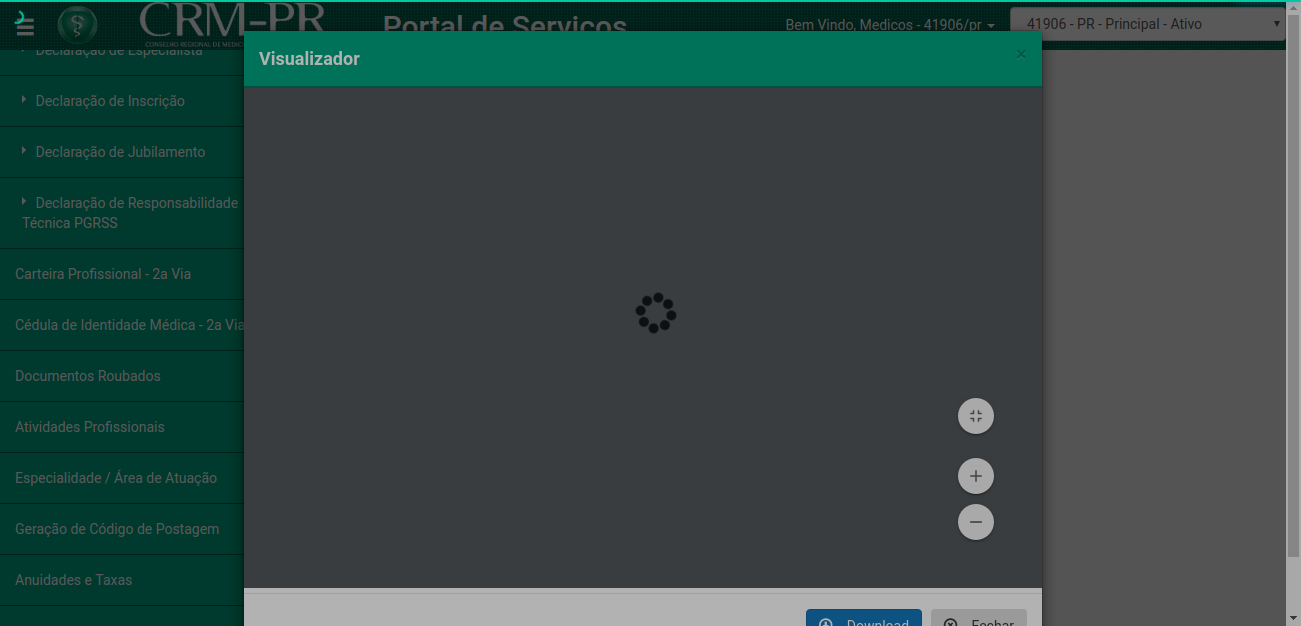 CRM-PR
CONSELHO REGIONAL DE MEDIC
Portal de Serviços
Bem Vindo, Medicos - 41906/pr
41906 - PR - Principal - Ativo
Declaração de Especialista
Declaração de Inscrição
Declaração de Jubilamento
Declaração de Responsabilidade
Técnica PGRSS
Carteira Profissional - 2a Via
Cédula de Identidade Médica - 2a Via
Documentos Roubados
Atividades Profissionais
Especialidade / Área de Atuação
Geração de Código de Postagem
Anuidades e Taxas
Visualizador
×
Download
Fechar